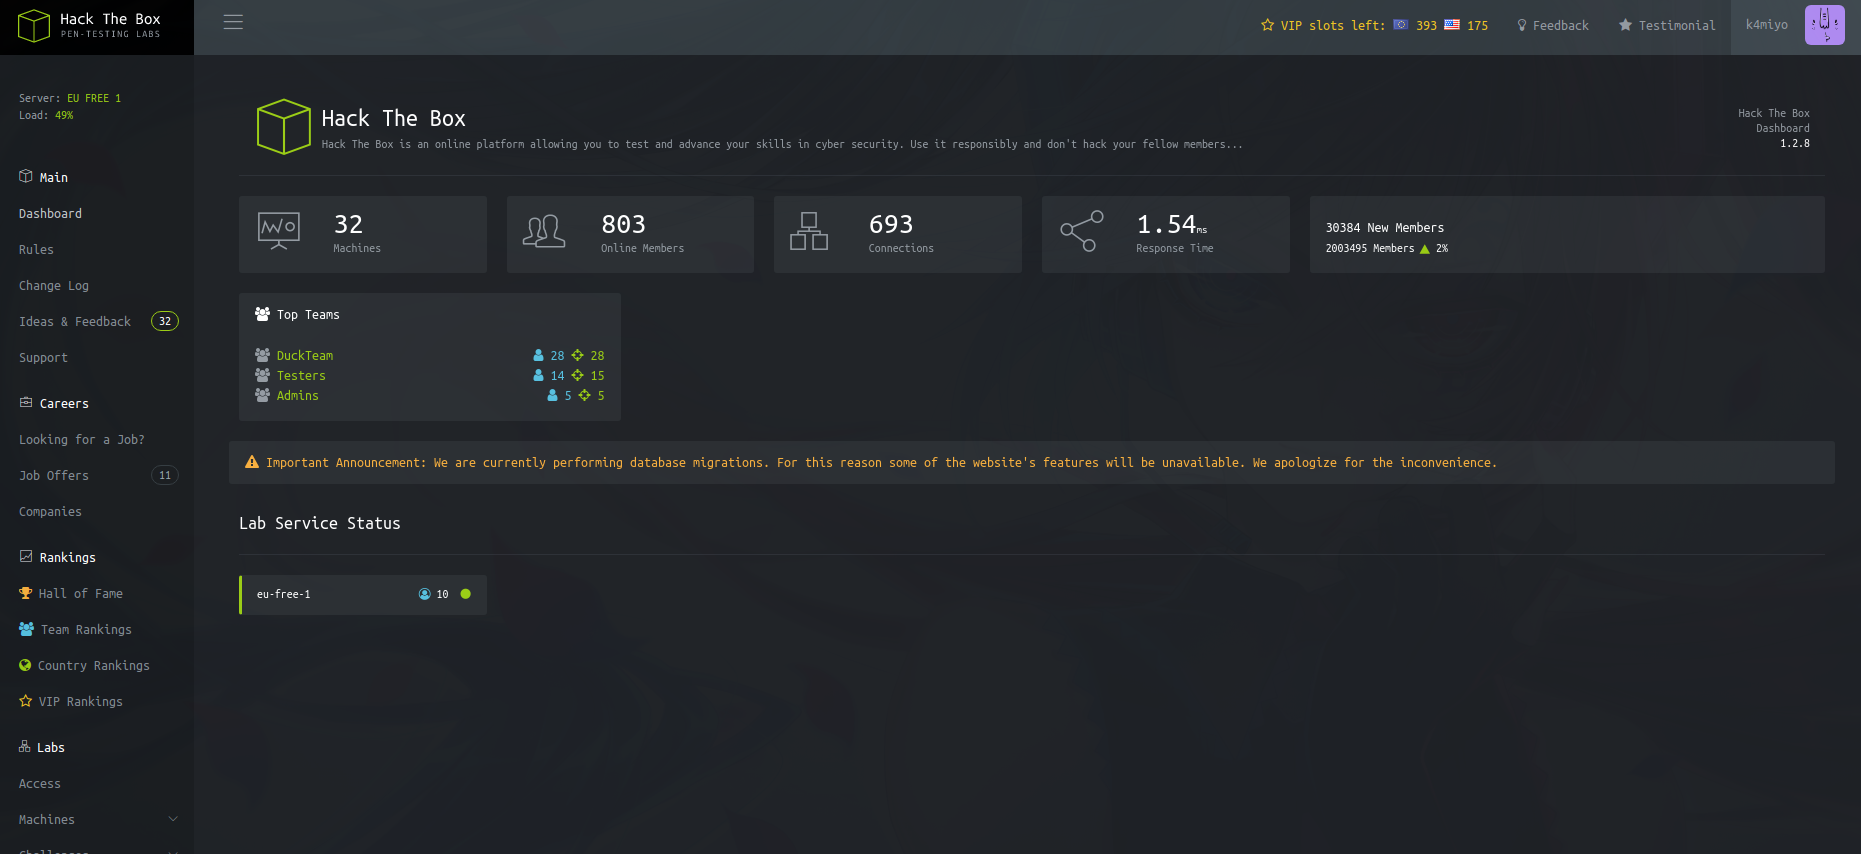 Hack The Box
PEN-TESTING LABS
VIP slots left: 393 175
Feedback
Testimonial
k4miyo
Server: EU FREE 1
Load: 49%
Main
Dashboard
Rules
Change Log
Ideas & Feedback 32
Support
Careers
Looking for a Job?
Job Offers 11
Companies
Rankings
Hall of Fame
Team Rankings
Country Rankings
VIP Rankings
Labs
Access
Machines
Challenges
Hack The Box
Hack The Box is an online platform allowing you to test and advance your skills in cyber security. Use it responsibly and don't hack your fellow members...
Hack The Box
Dashboard
1.2.8
32
Machines
803
Online Members
693
Connections
1.54ms
Response Time
30384 New Members
2003495 Members 2%
Top Teams
DuckTeam 28 28
Testers 14 15
Admins 5 5
Important Announcement: We are currently performing database migrations. For this reason some of the website's features will be unavailable. We apologize for the inconvenience.
Lab Service Status
eu-free-1 10